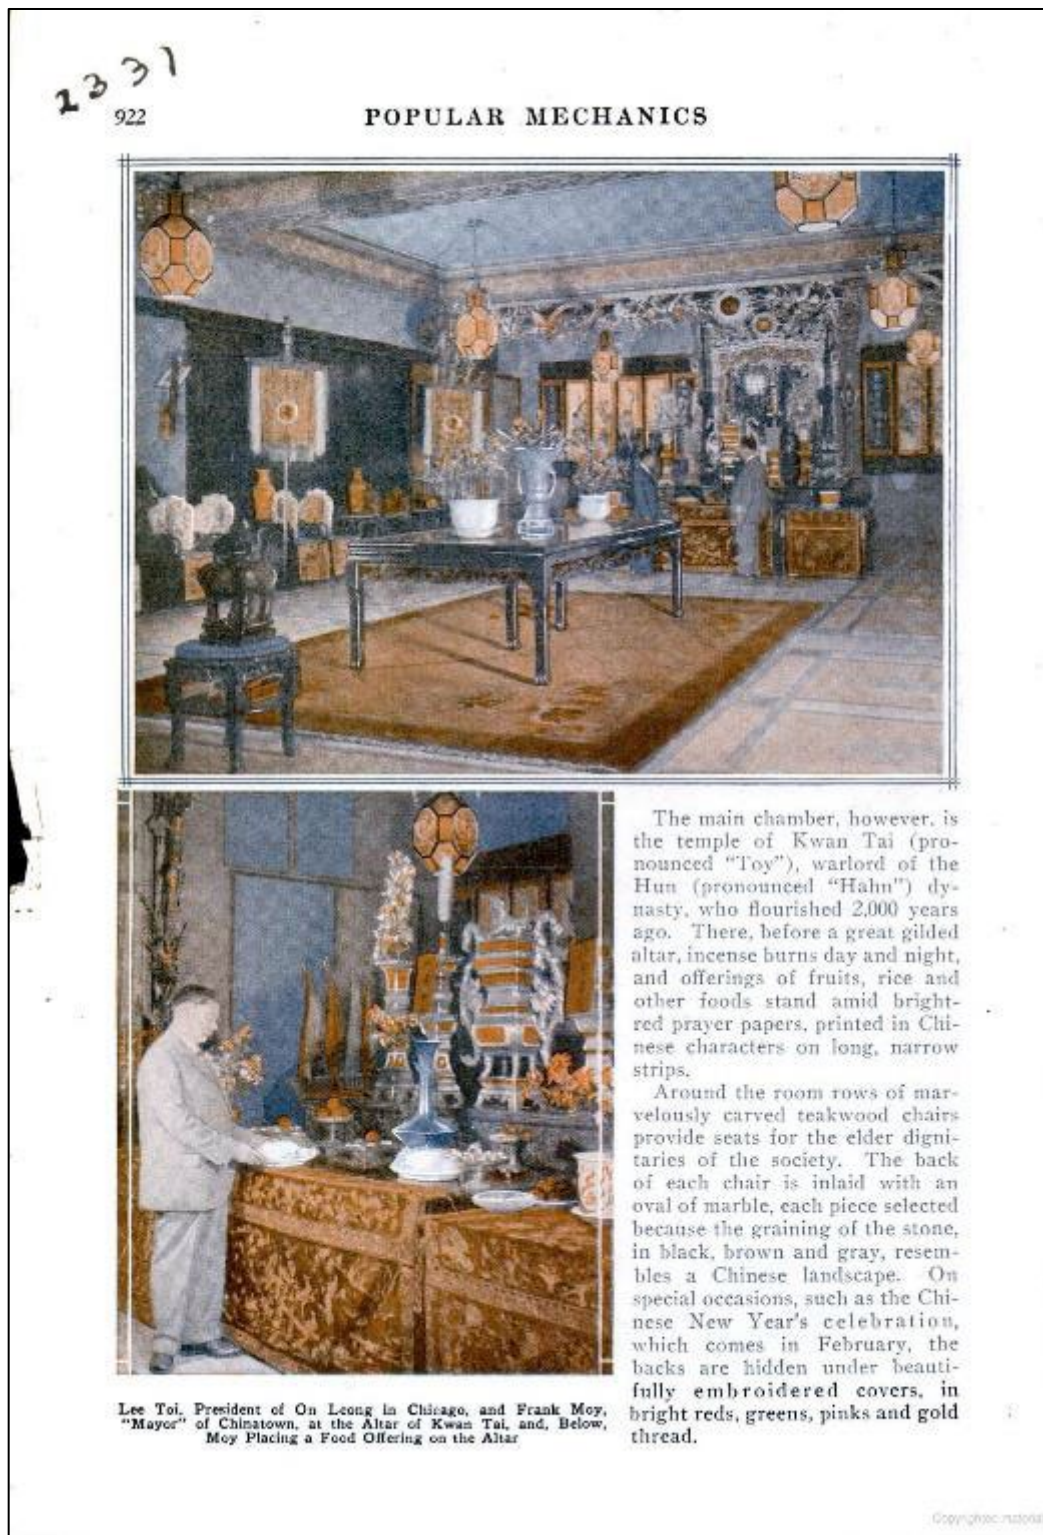 2331
922
POPULAR MECHANICS
The main chamber, however, is
the temple of Kwan Tai (pro-
nounced “Toy”), warlord of the
Hun (pronounced “Hahn”) dy-
nasty, who flourished 2,000 years
ago. There, before a great gilded
altar, incense burns day and night,
and offerings of fruits, rice and
other foods stand amid bright-
red prayer papers, printed in Chi-
nese characters on long, narrow
strips.
Around the room rows of mar-
velously carved teakwood chairs
provide seats for the elder digni-
taries of the society. The back
of each chair is inlaid with an
oval of marble, each piece selected
because the graining of the stone,
in black, brown and gray, resem-
bles a Chinese landscape. On
special occasions, such as the Chi-
nese New Year's celebration,
which comes in February, the
backs are hidden under beauti-
fully embroidered covers, in
bright reds, greens, pinks and gold
thread.
Lee Toi, President of On Leong in Chicago, and Frank Moy,
“Mayor” of Chinatown, at the Altar of Kwan Tai, and, Below,
Moy Placing a Food Offering on the Altar
Copyrighted material